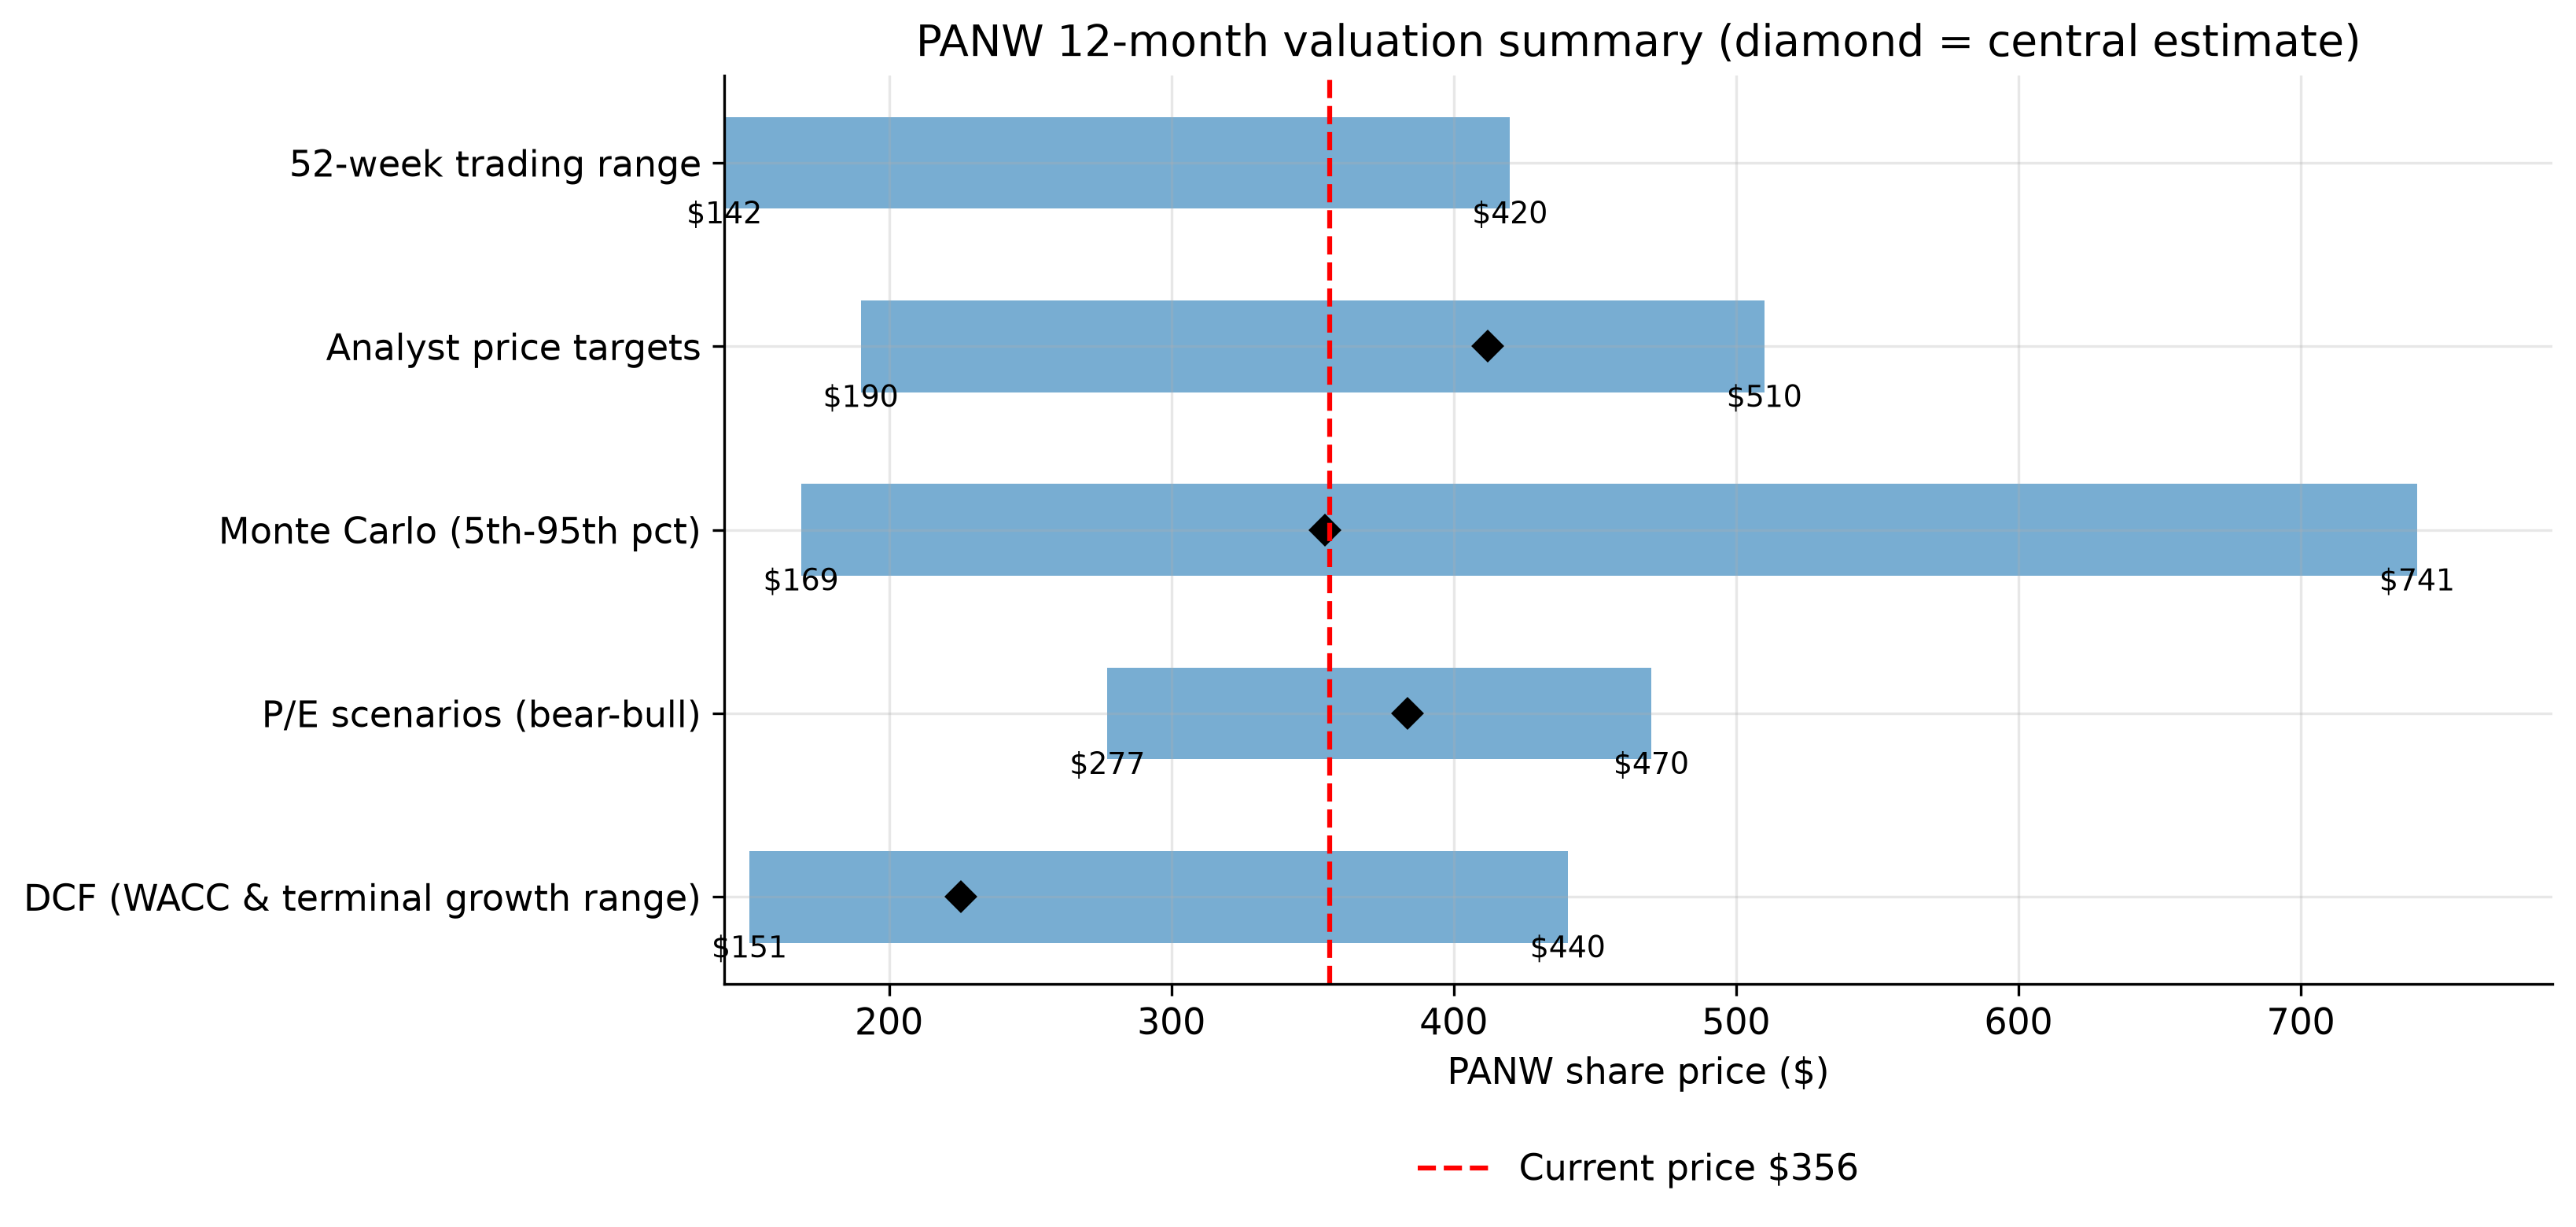 PANW 12-month valuation summary (diamond = central estimate)
52-week trading range
$142
$420
Analyst price targets
$190
$510
Monte Carlo (5th-95th pct)
$169
$741
P/E scenarios (bear-bull)
$277
$470
DCF (WACC & terminal growth range)
$151
$440
200 300 400 500 600 700
PANW share price ($)
Current price $356